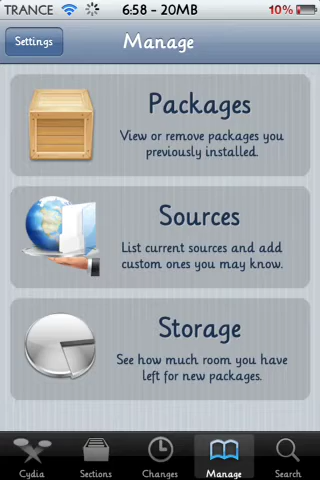 TRANCE 6:58 - 20MB 10%
Settings Manage
Packages
View or remove packages you
previously installed.
Sources
List current sources and add
custom ones you may know.
Storage
See how much room you have
left for new packages.
Cydia Sections Changes Manage Search